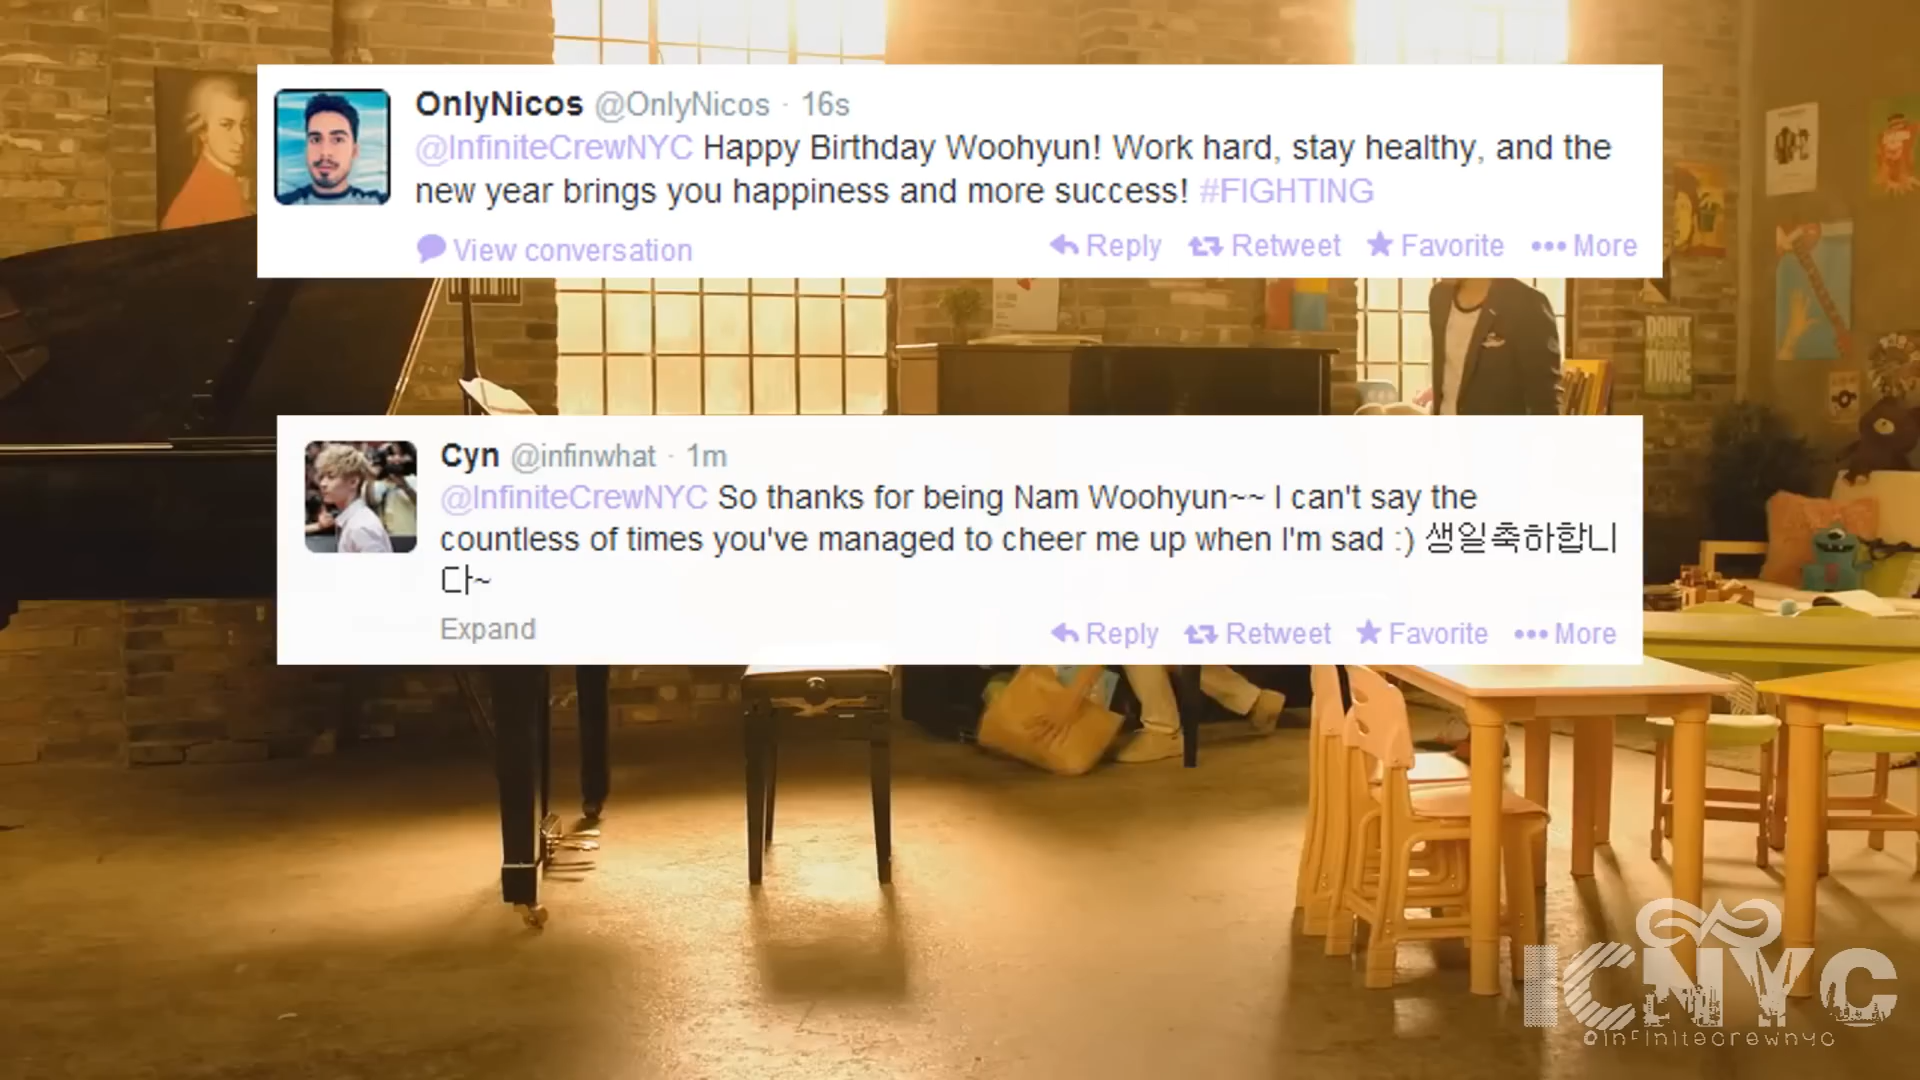 OnlyNicos @OnlyNicos · 16s
@InfiniteCrewNYC Happy Birthday Woohyun! Work hard, stay healthy, and the
new year brings you happiness and more success! #FIGHTING
View conversation Reply Retweet Favorite More
DON'T
TWICE
Cyn @infinwhat · 1m
@InfiniteCrewNYC So thanks for being Nam Woohyun~~ I can't say the
countless of times you've managed to cheer me up when I'm sad :) 생일축하합니
다~
Expand Reply Retweet Favorite More
ICNYC
@infinitecrewnyc